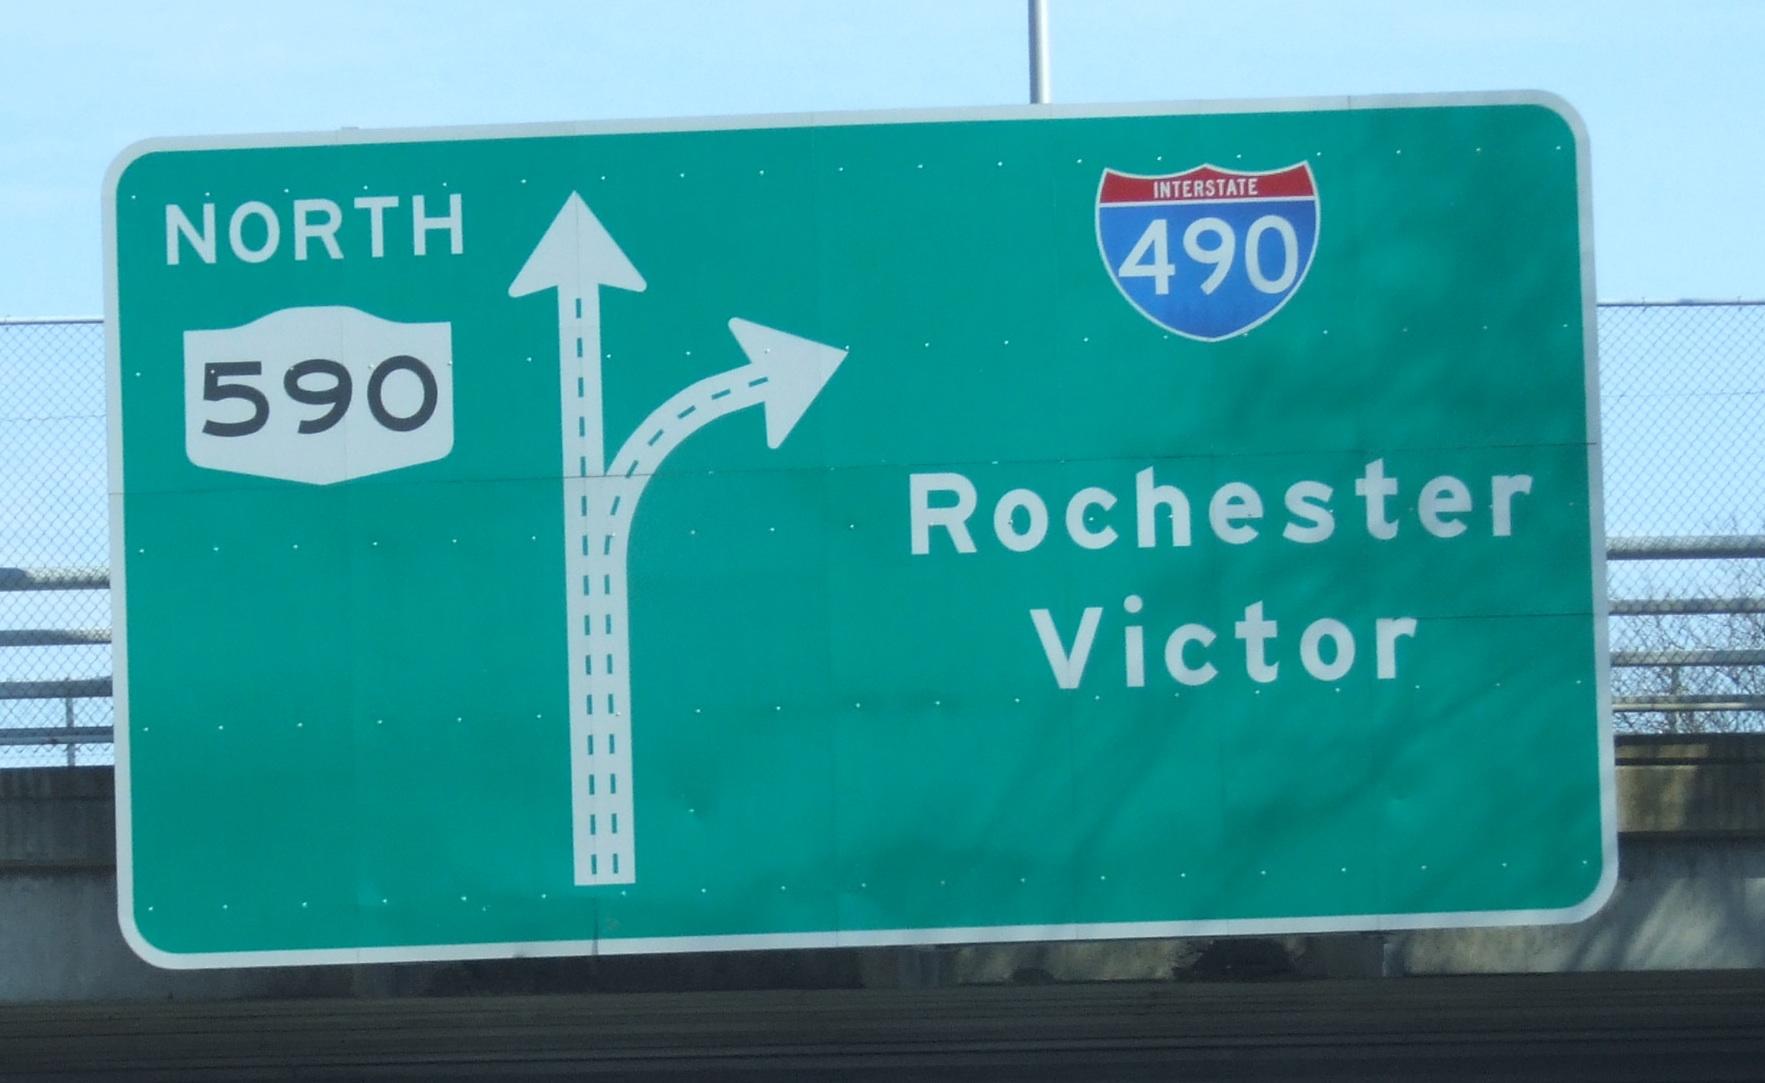 NORTH
590
INTERSTATE
490
Rochester
Victor